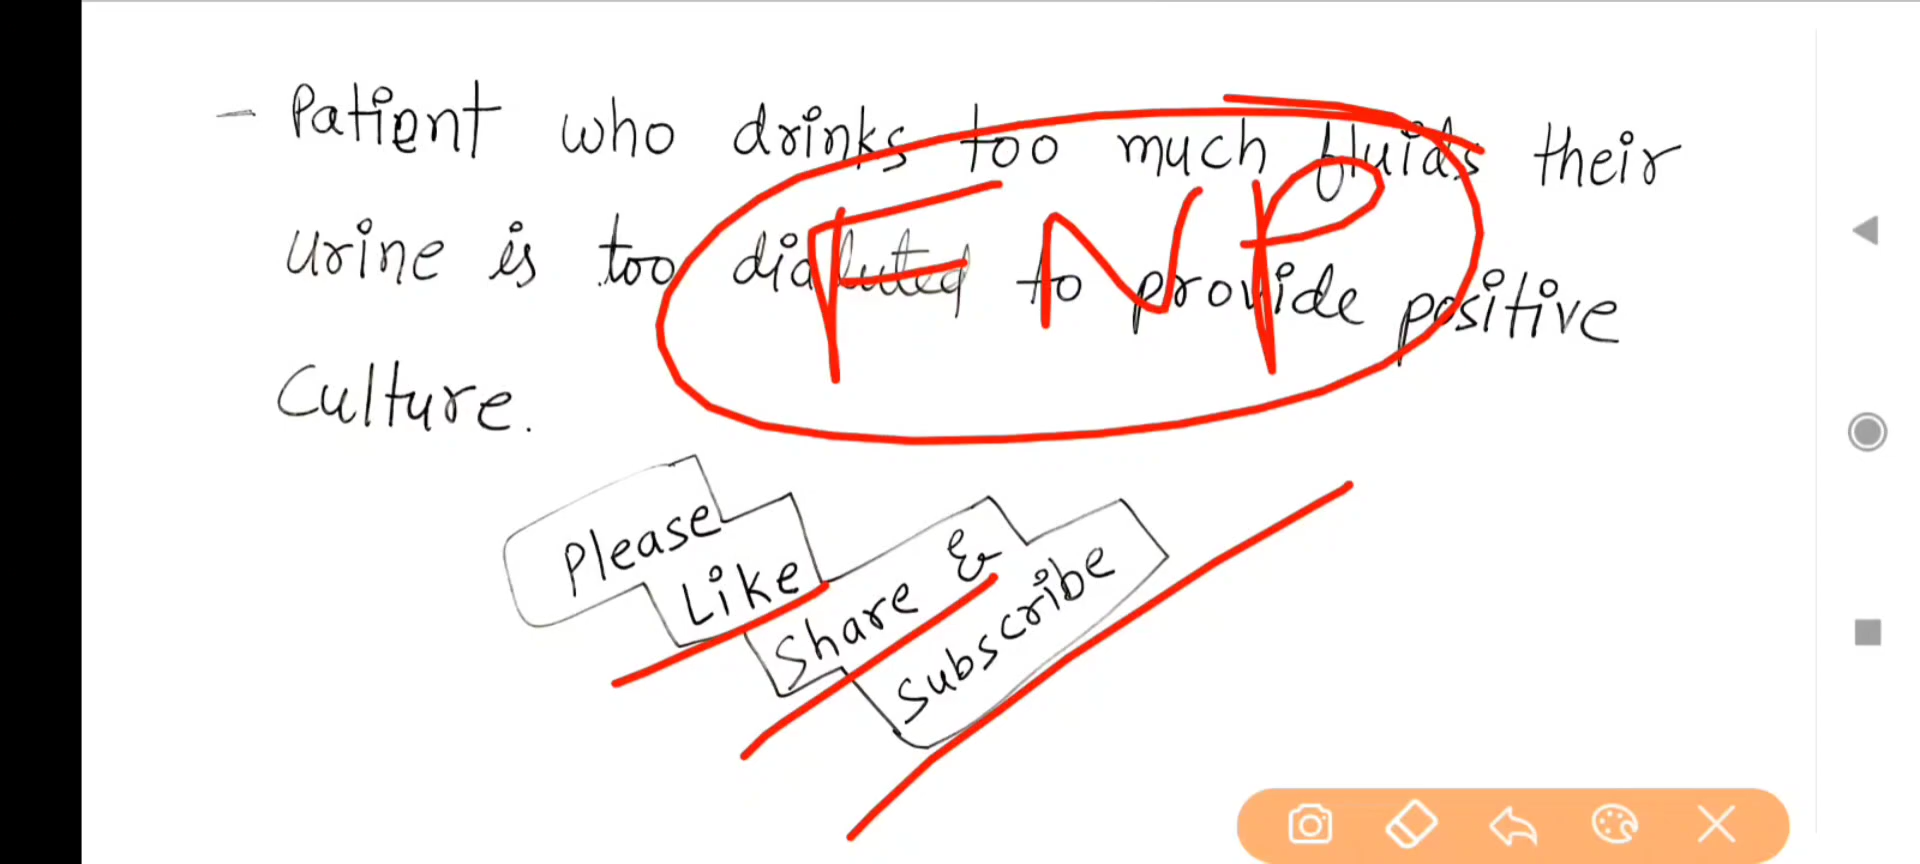 - Patient who drinks too much fluids their
urine is too diluted to provide positive
Culture.
FNP
Please
Like
Share &
Subscribe